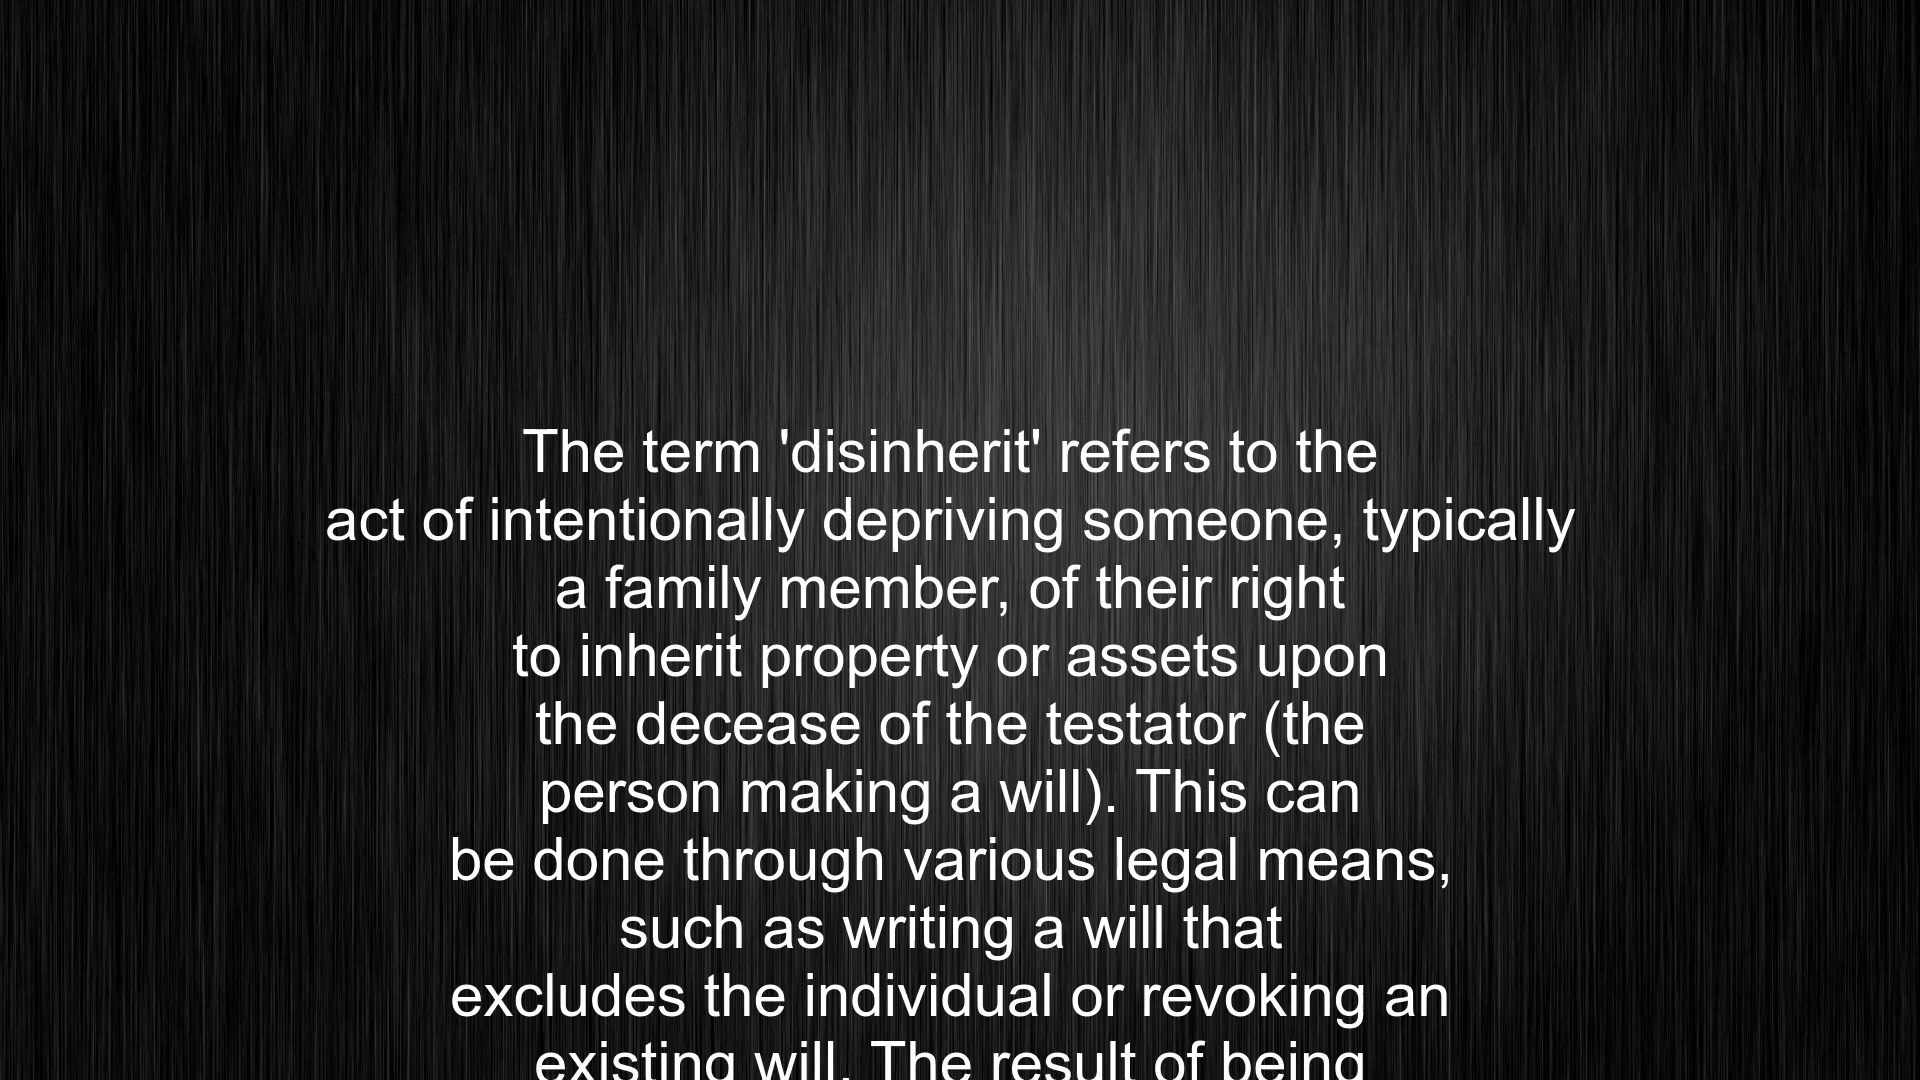 The term 'disinherit' refers to the
act of intentionally depriving someone, typically
a family member, of their right
to inherit property or assets upon
the decease of the testator (the
person making a will). This can
be done through various legal means,
such as writing a will that
excludes the individual or revoking an
existing will. The result of being